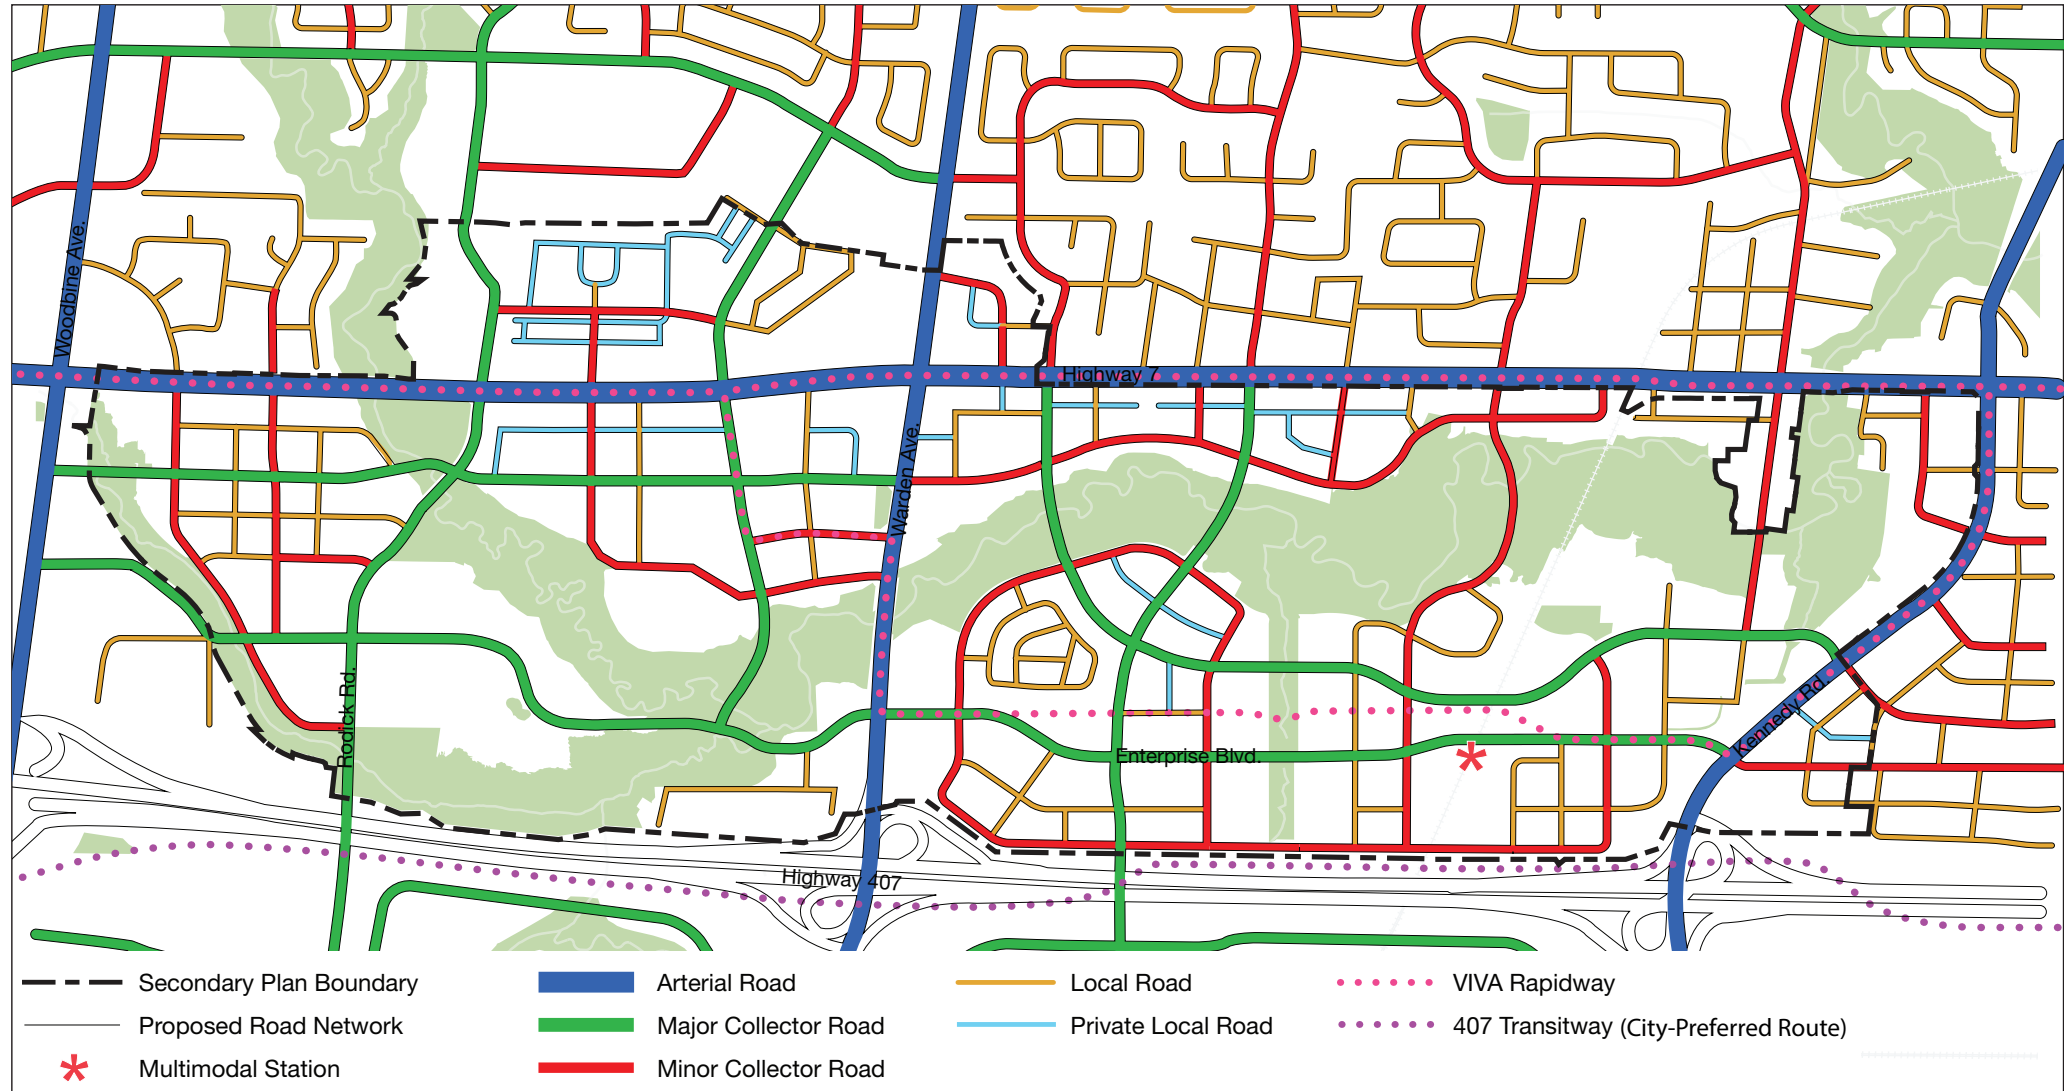 Woodbine Ave.
Highway 7
Warden Ave.
Rodick Rd.
Kennedy Rd.
Enterprise Blvd.
Highway 407
Secondary Plan Boundary
Arterial Road
Local Road
VIVA Rapidway
Proposed Road Network
Major Collector Road
Private Local Road
407 Transitway (City-Preferred Route)
Multimodal Station
Minor Collector Road